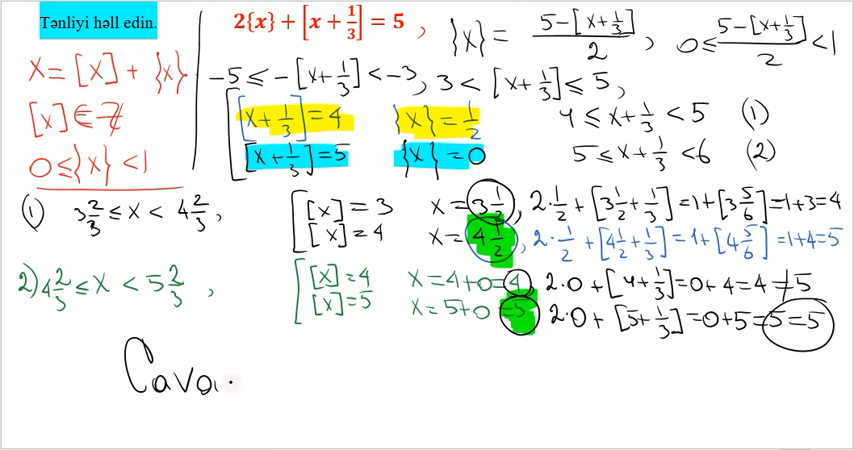 Tənliyi həll edin.
2{x} + [x + 1/3] = 5 , {x} = (5-[x+1/3])/2 , 0 ≤ (5-[x+1/3])/2 < 1
x = [x] + {x}
[x] ∈ Z
0 ≤ {x} < 1
-5 ≤ -[x+1/3] < -3 , 3 < [x+1/3] ≤ 5 ,
[x+1/3] = 4 {x} = 1/2 4 ≤ x+1/3 < 5 (1)
[x+1/3] = 5 {x} = 0 5 ≤ x+1/3 < 6 (2)
(1) 3 2/3 ≤ x < 4 2/3 ,
[x] = 3 x = 3 1/2 , 2·1/2 + [3 1/2 + 1/3] = 1+[3 5/6] = 1+3 = 4
[x] = 4 x = 4 1/2 , 2·1/2 + [4 1/2 + 1/3] = 1+[4 5/6] = 1+4 = 5
2) 4 2/3 ≤ x < 5 2/3 ,
[x] = 4 x = 4+0 = 4 , 2·0 + [4+1/3] = 0+4 = 4 ≠ 5
[x] = 5 x = 5+0 = 5 2·0 + [5+1/3] = 0+5 = 5 = 5
Cava